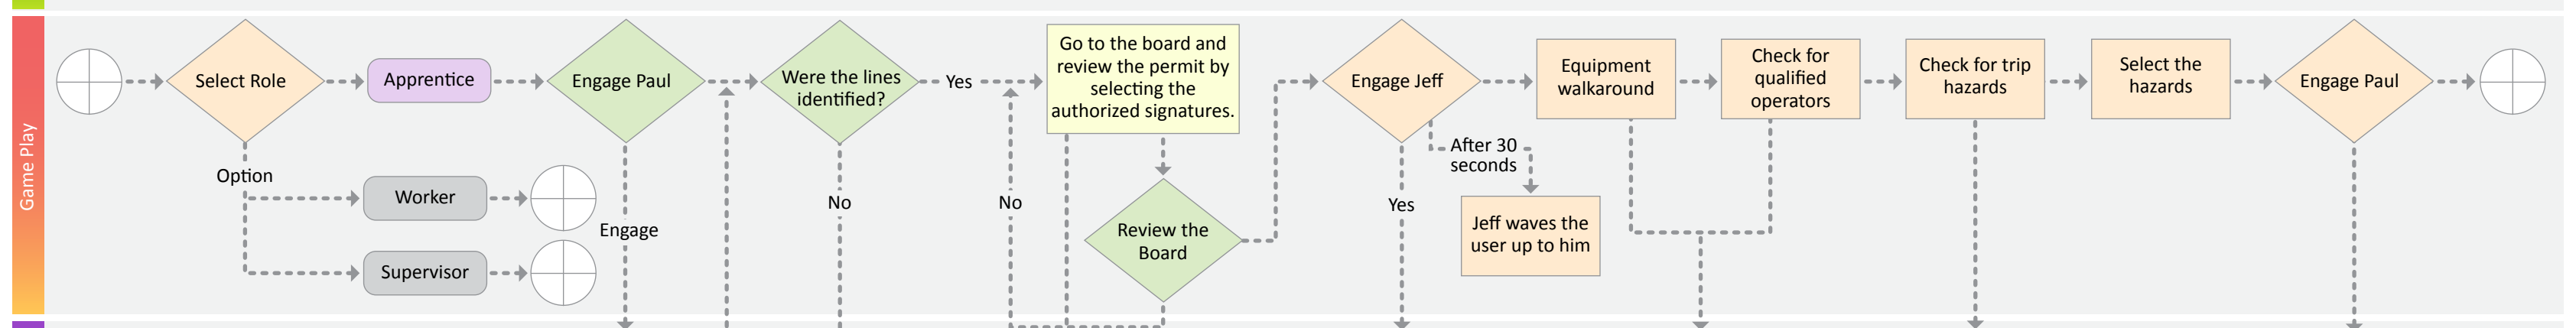 Game Play
Select Role
Apprentice
Engage Paul
Were the lines
identified?
Yes
Go to the board and
review the permit by
selecting the
authorized signatures.
Engage Jeff
Equipment
walkaround
Check for
qualified
operators
Check for trip
hazards
Select the
hazards
Engage Paul
Option
Worker
Supervisor
Engage
No
No
Review the
Board
Yes
After 30
seconds
Jeff waves the
user up to him